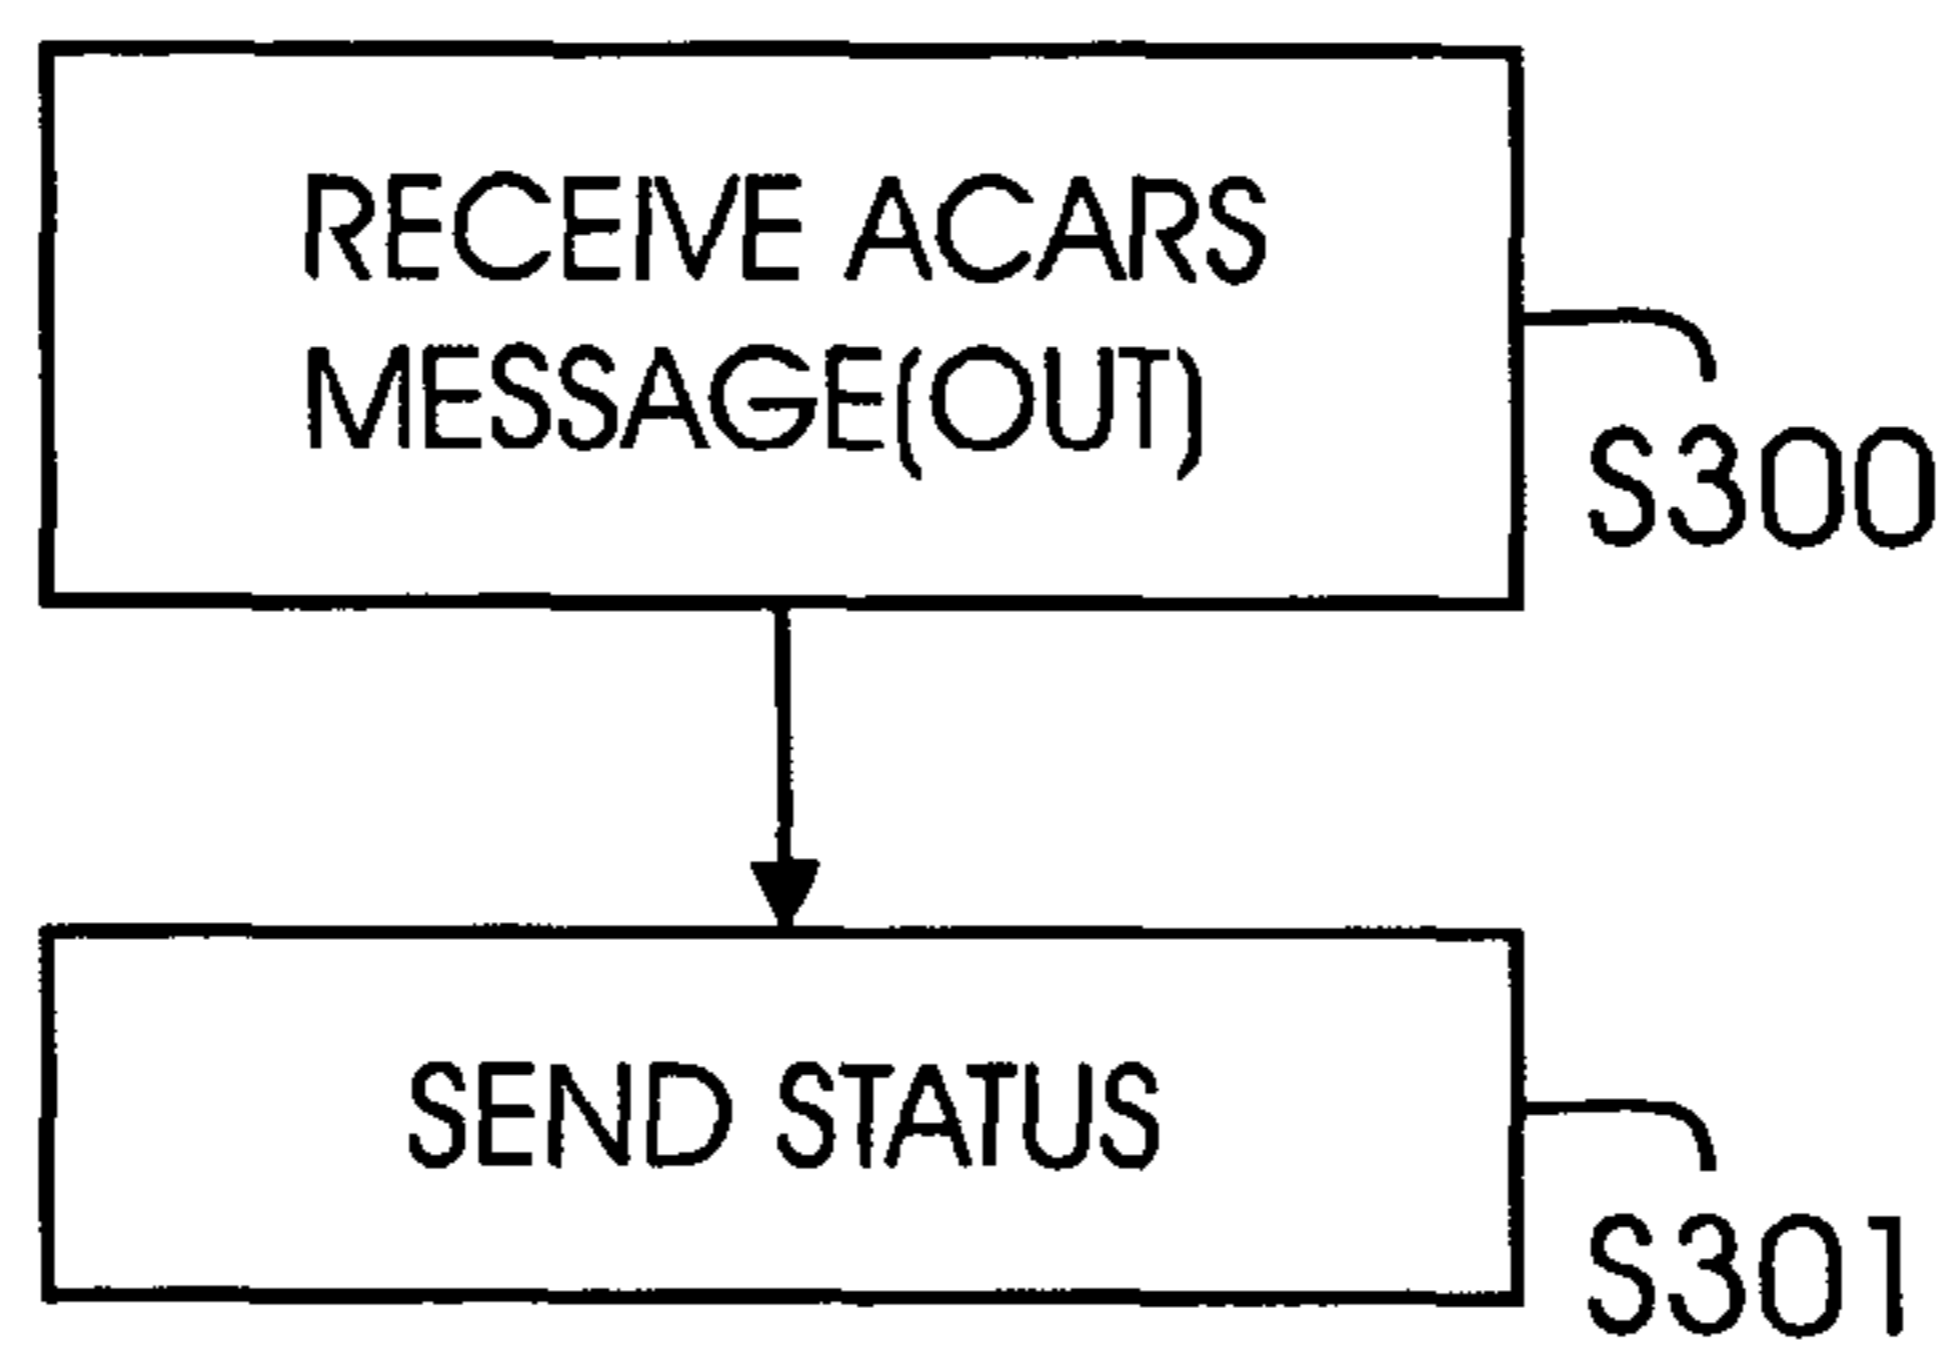 RECEIVE ACARS
MESSAGE(OUT)
S300
SEND STATUS
S301